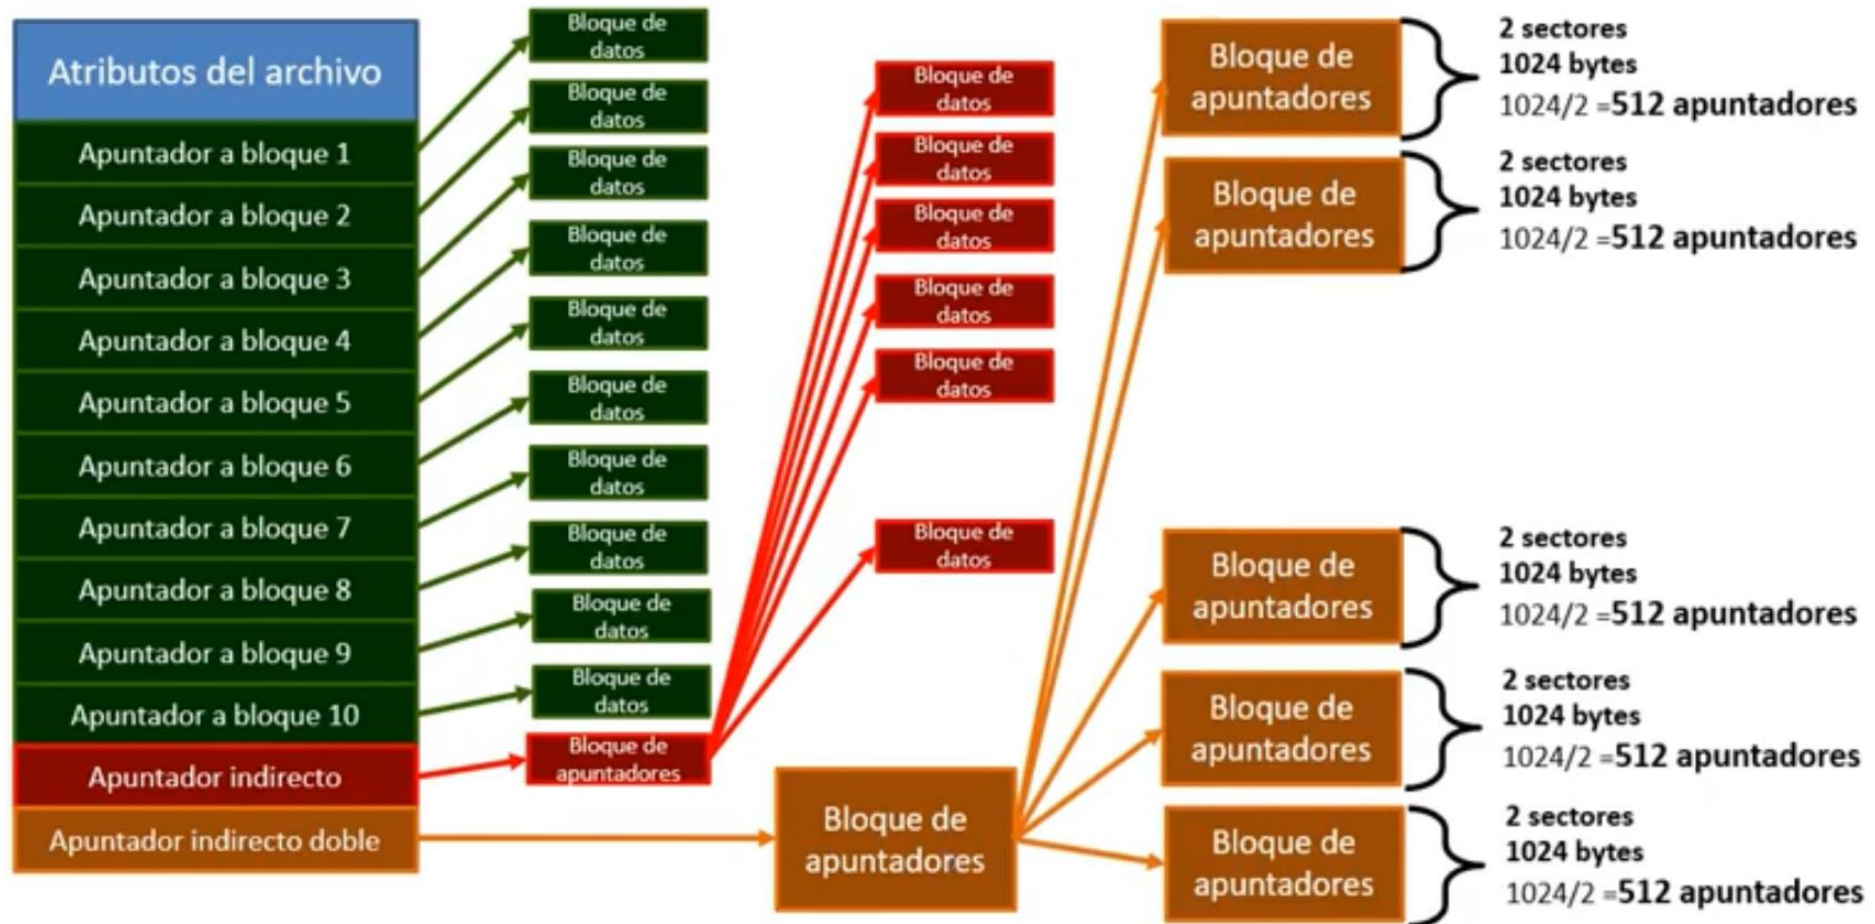 Atributos del archivo
Apuntador a bloque 1
Apuntador a bloque 2
Apuntador a bloque 3
Apuntador a bloque 4
Apuntador a bloque 5
Apuntador a bloque 6
Apuntador a bloque 7
Apuntador a bloque 8
Apuntador a bloque 9
Apuntador a bloque 10
Apuntador indirecto
Apuntador indirecto doble
Bloque de
datos
Bloque de
datos
Bloque de
datos
Bloque de
datos
Bloque de
datos
Bloque de
datos
Bloque de
datos
Bloque de
datos
Bloque de
datos
Bloque de
datos
Bloque de
apuntadores
Bloque de
datos
Bloque de
datos
Bloque de
datos
Bloque de
datos
Bloque de
datos
Bloque de
datos
Bloque de
apuntadores
Bloque de
apuntadores
2 sectores
1024 bytes
1024/2 =512 apuntadores
Bloque de
apuntadores
2 sectores
1024 bytes
1024/2 =512 apuntadores
Bloque de
apuntadores
2 sectores
1024 bytes
1024/2 =512 apuntadores
Bloque de
apuntadores
2 sectores
1024 bytes
1024/2 =512 apuntadores
Bloque de
apuntadores
2 sectores
1024 bytes
1024/2 =512 apuntadores